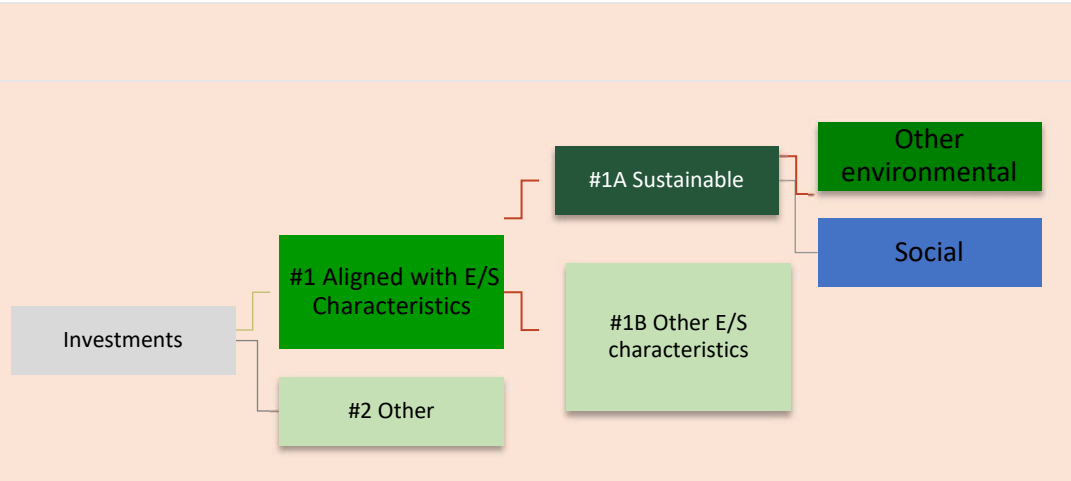 Investments
#1 Aligned with E/S
Characteristics
#2 Other
#1A Sustainable
#1B Other E/S
characteristics
Other
environmental
Social